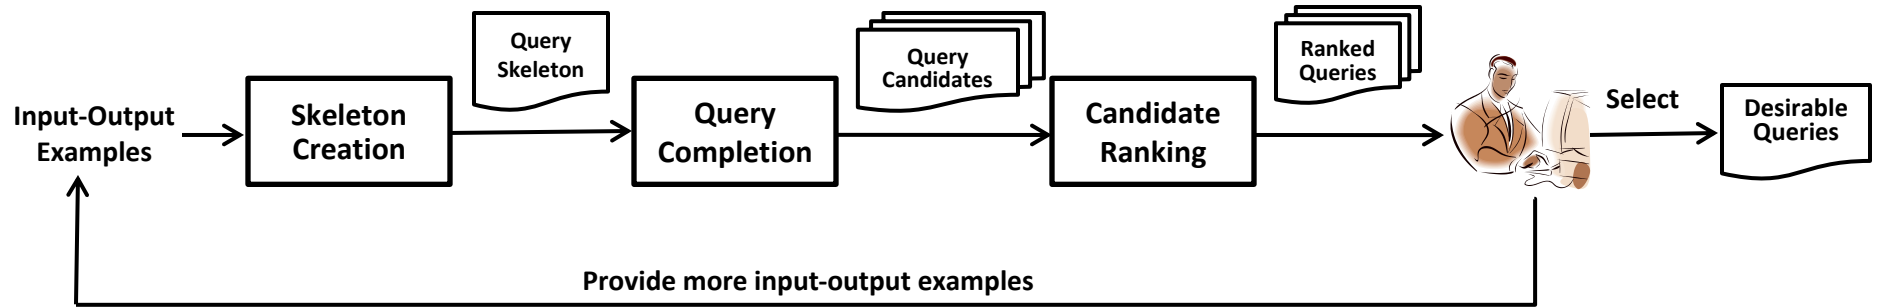 Input-Output
Examples
Skeleton
Creation
Query
Skeleton
Query
Completion
Query
Candidates
Candidate
Ranking
Ranked
Queries
Select
Desirable
Queries
Provide more input-output examples